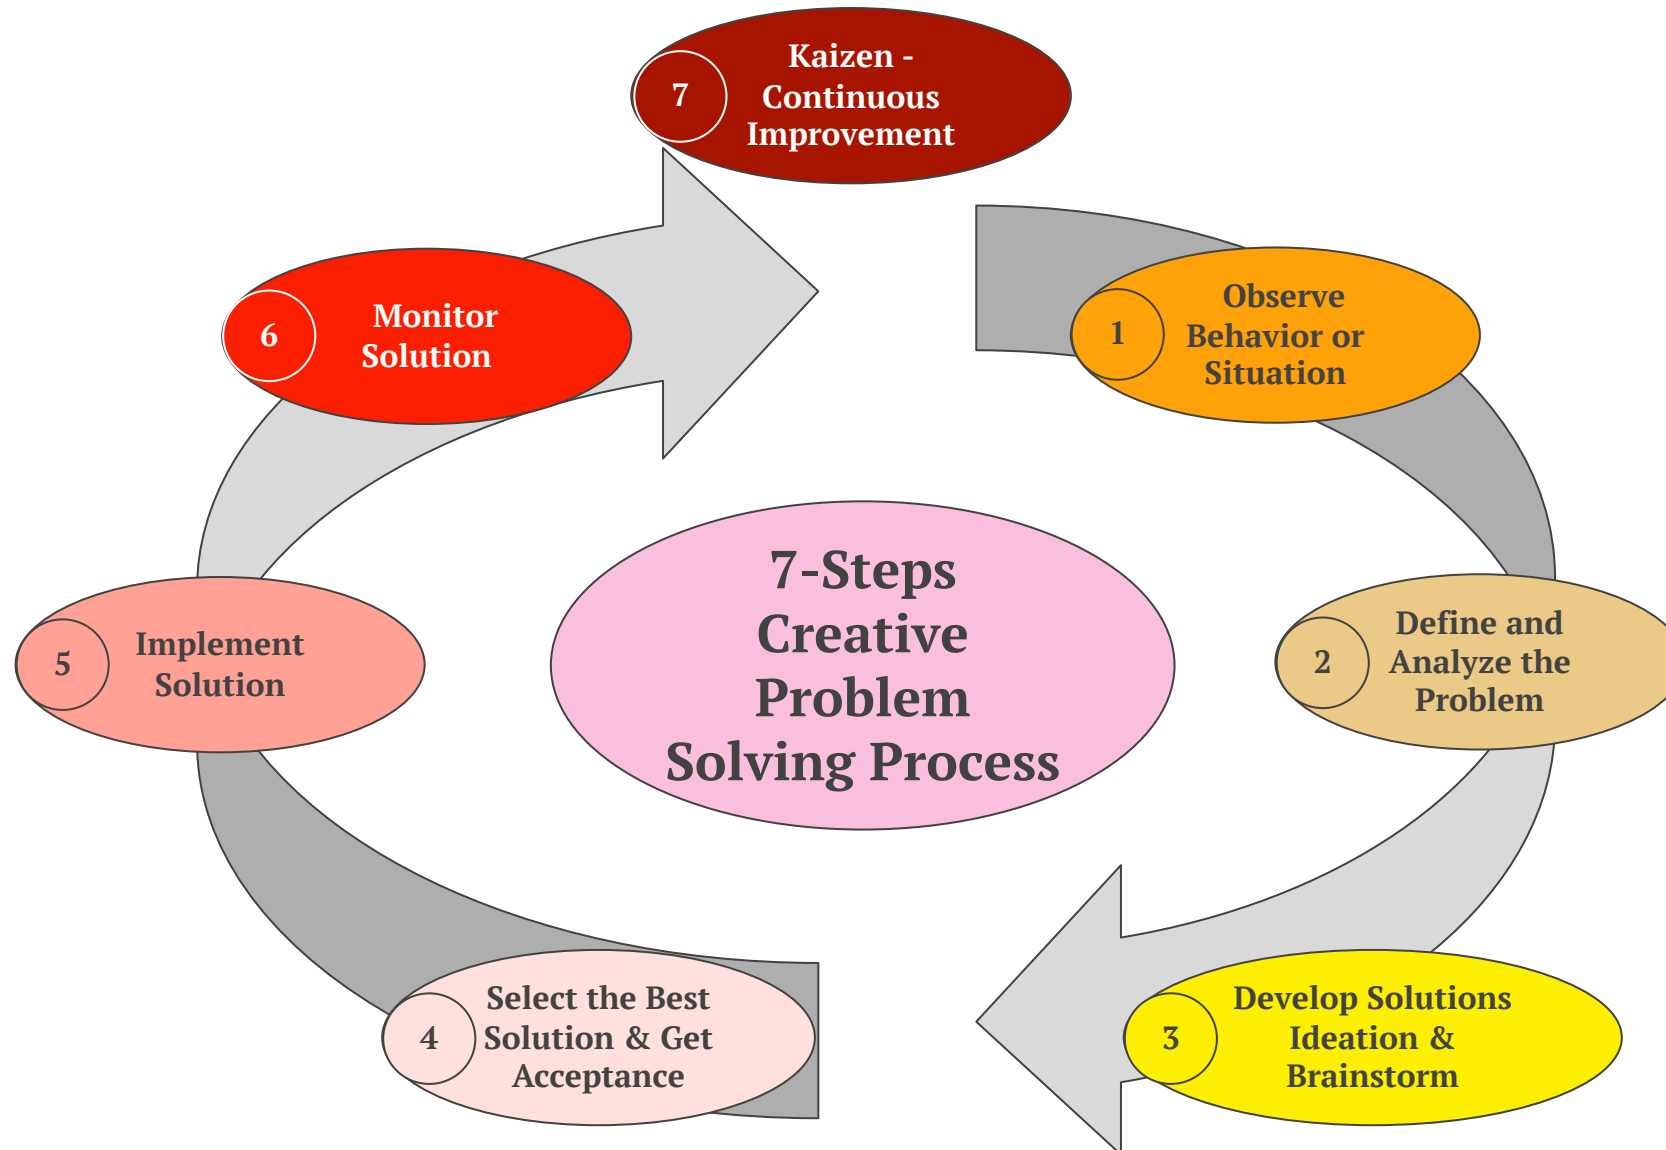 7
Kaizen -
Continuous
Improvement
1
Observe
Behavior or
Situation
2
Define and
Analyze the
Problem
3
Develop Solutions
Ideation &
Brainstorm
4
Select the Best
Solution & Get
Acceptance
5
Implement
Solution
6
Monitor
Solution
7-Steps
Creative
Problem
Solving Process